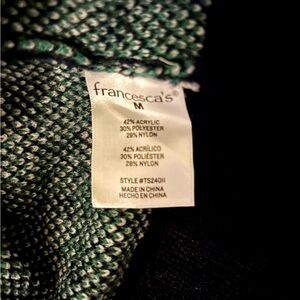 francesca's®
M
42% ACRYLIC
30% POLYESTER
28% NYLON
42% ACRÍLICO
30% POLIÉSTER
28% NYLON
STYLE #TS24011
MADE IN CHINA
HECHO EN CHINA